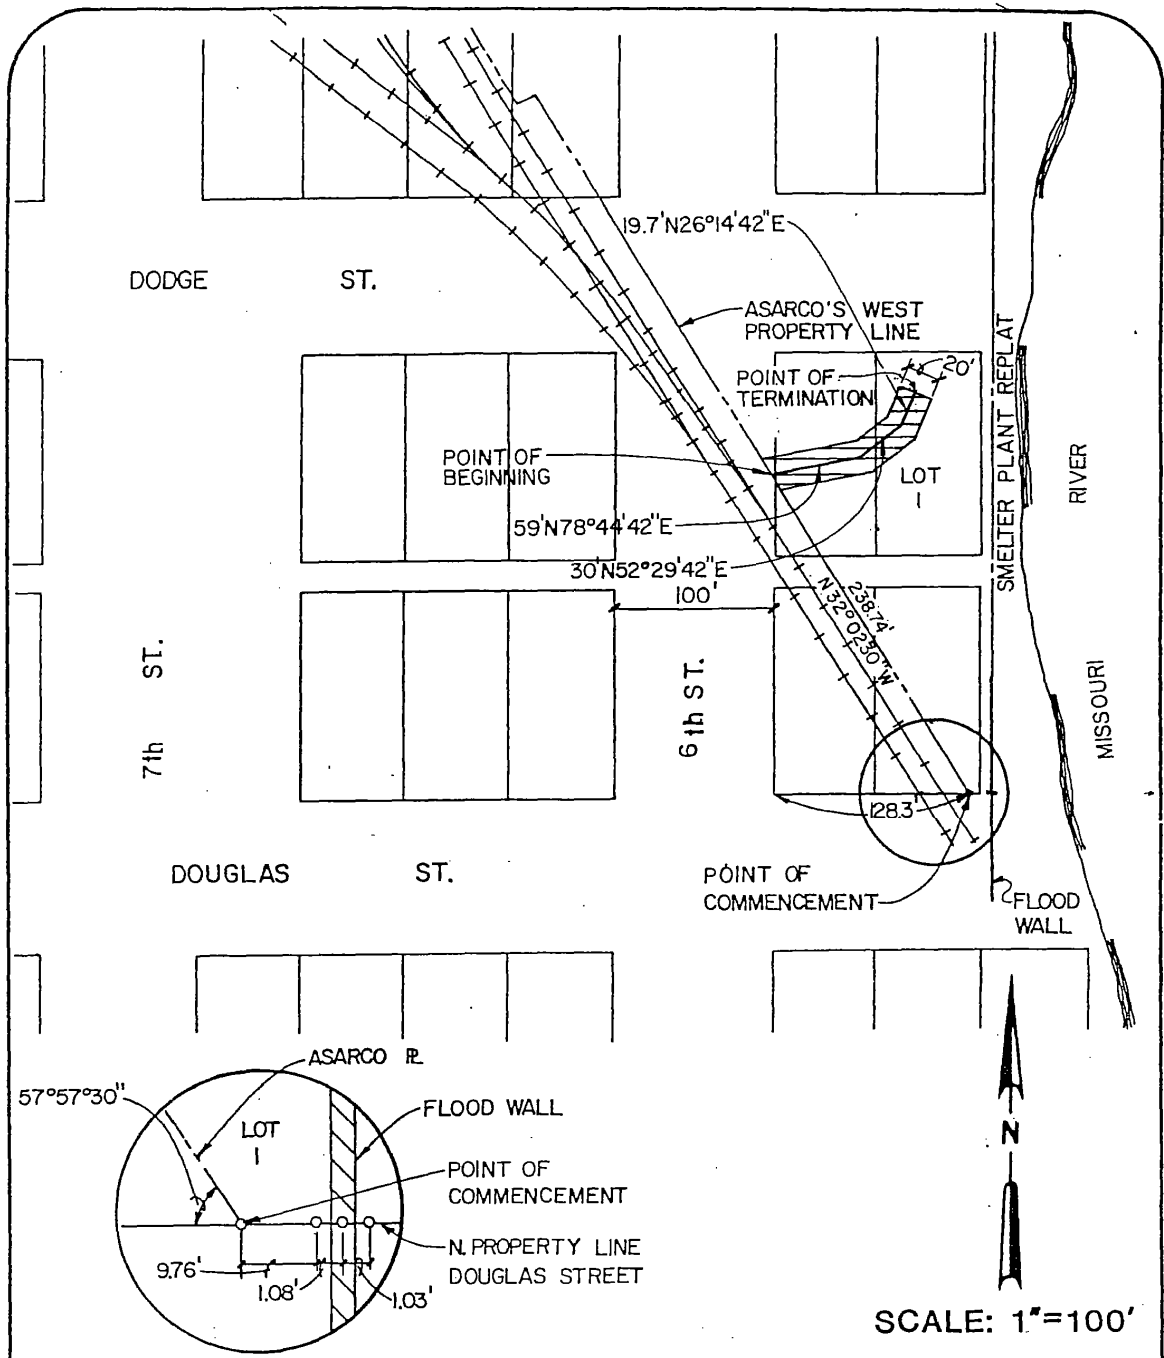 19.7'N26°14'42"E
DODGE ST.
ASARCO'S WEST
PROPERTY LINE
20'
POINT OF
TERMINATION
SMELTER PLANT REPLAT
POINT OF
BEGINNING
LOT
1
RIVER
59'N78°44'42"E
30'N52°29'42"E
100'
238.74'
N32°02'30"W
7th ST.
6th ST.
MISSOURI
128.3'
DOUGLAS ST.
POINT OF
COMMENCEMENT
FLOOD
WALL
ASARCO PL
57°57'30"
FLOOD WALL
LOT
1
POINT OF
COMMENCEMENT
N
N. PROPERTY LINE
DOUGLAS STREET
9.76'
1.08'
1.03'
SCALE: 1"=100'